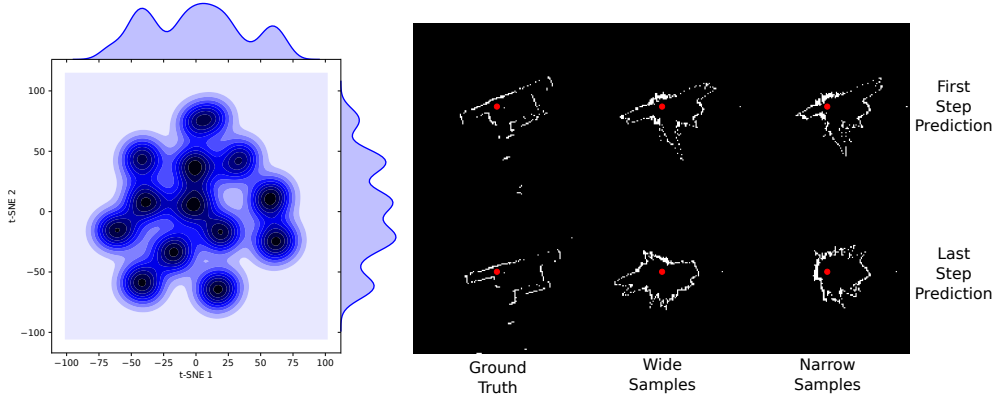 100
50
0
−50
−100
t-SNE 2
−100 −75 −50 −25 0 25 50 75 100
t-SNE 1
First
Step
Prediction
Last
Step
Prediction
Ground
Truth
Wide
Samples
Narrow
Samples